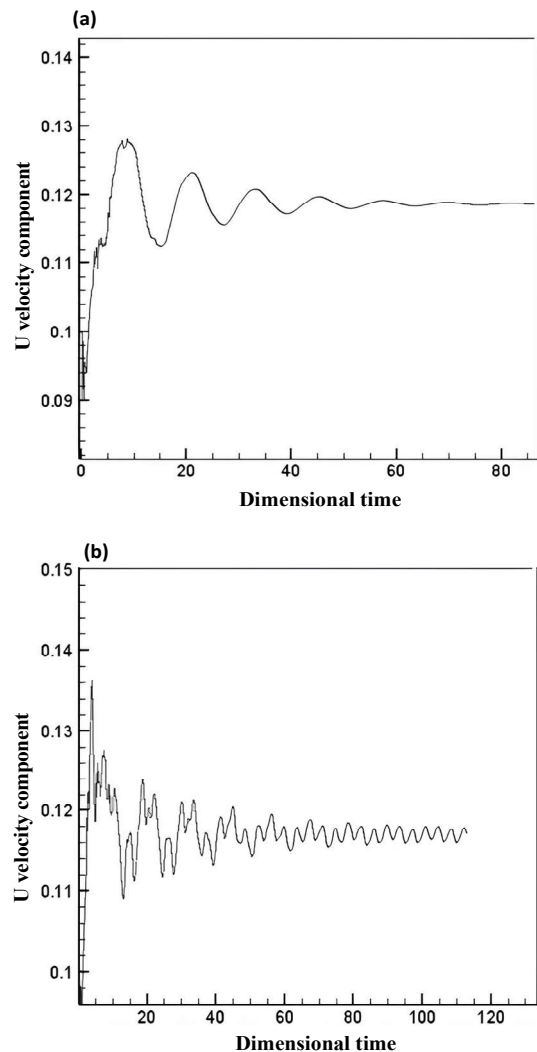 (a)
0.14
0.13
0.12
0.11
0.1
0.09
U velocity component
0 20 40 60 80
Dimensional time
(b)
0.15
0.14
0.13
0.12
0.11
0.1
U velocity component
20 40 60 80 100 120
Dimensional time